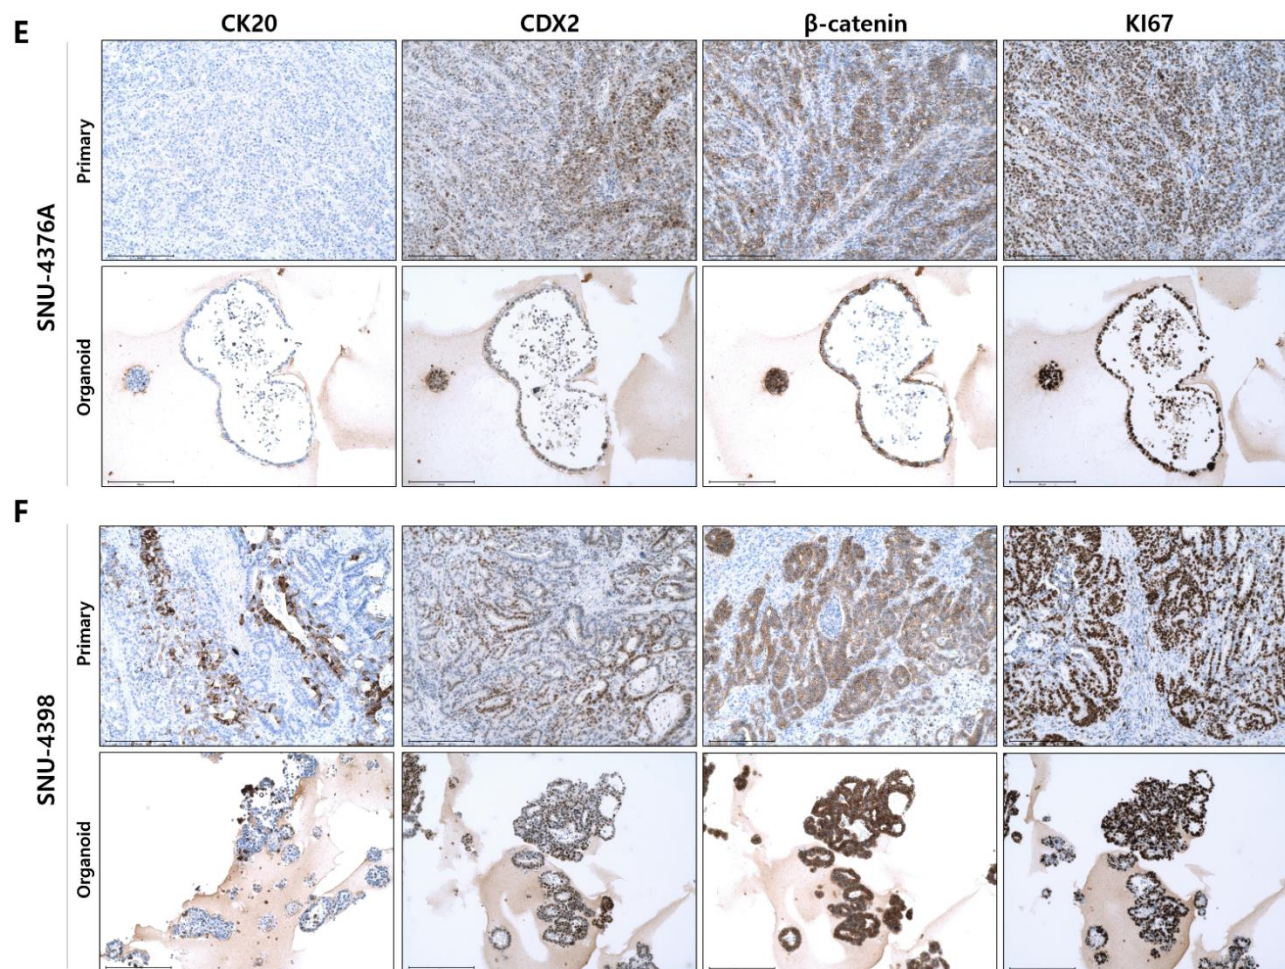 E
CK20 CDX2 β-catenin KI67
SNU-4376A
Primary
Organoid
F
SNU-4398
Primary
Organoid